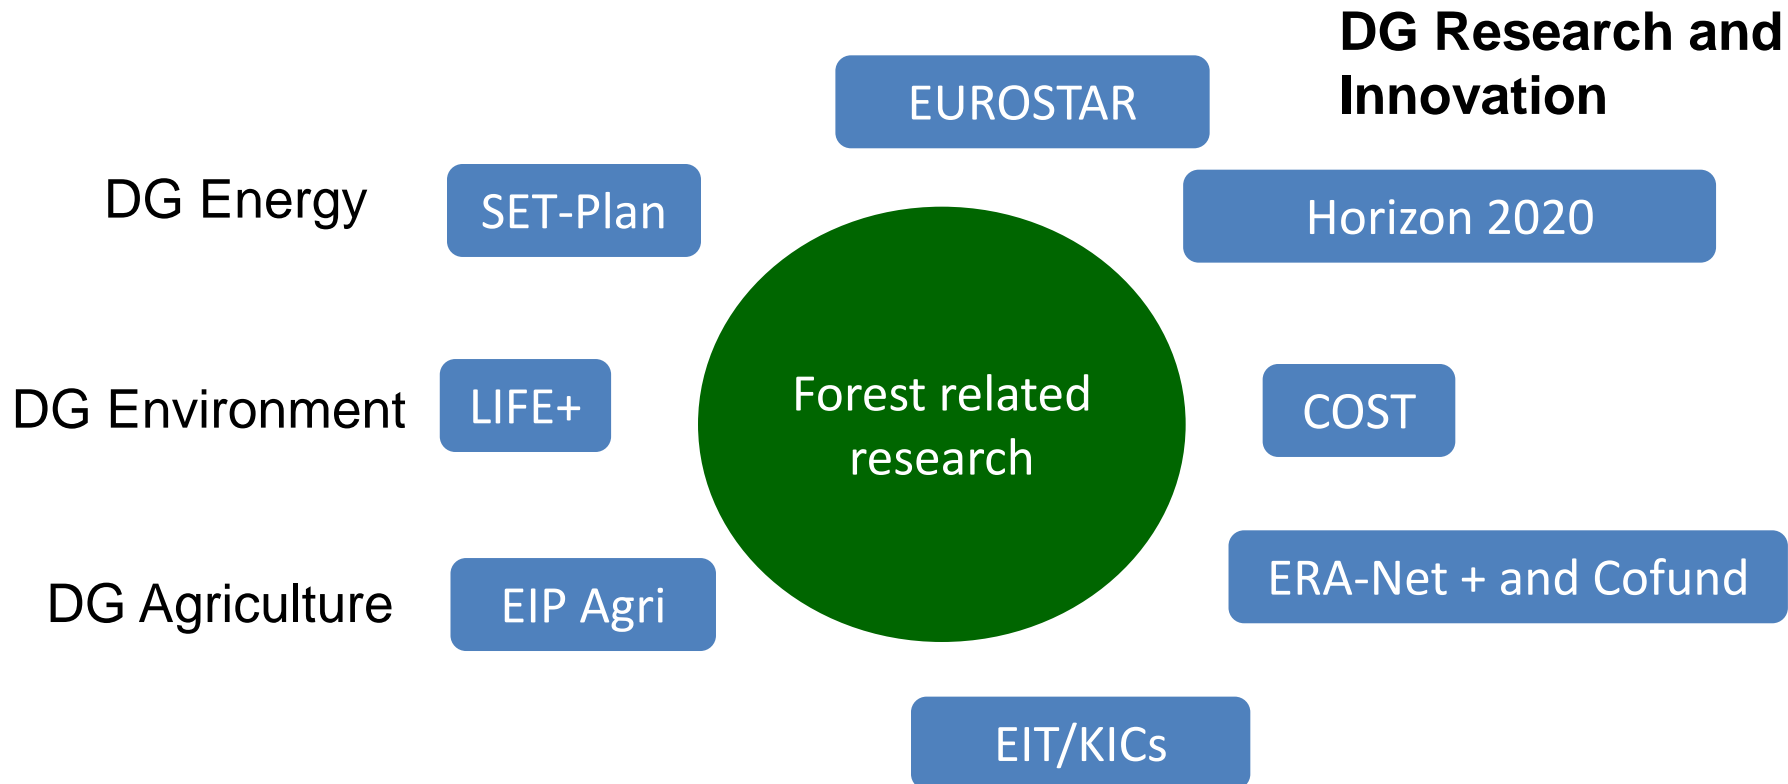 DG Research and
Innovation
EUROSTAR
DG Energy
SET-Plan
Horizon 2020
DG Environment
LIFE+
Forest related
research
COST
DG Agriculture
EIP Agri
ERA-Net + and Cofund
EIT/KICs